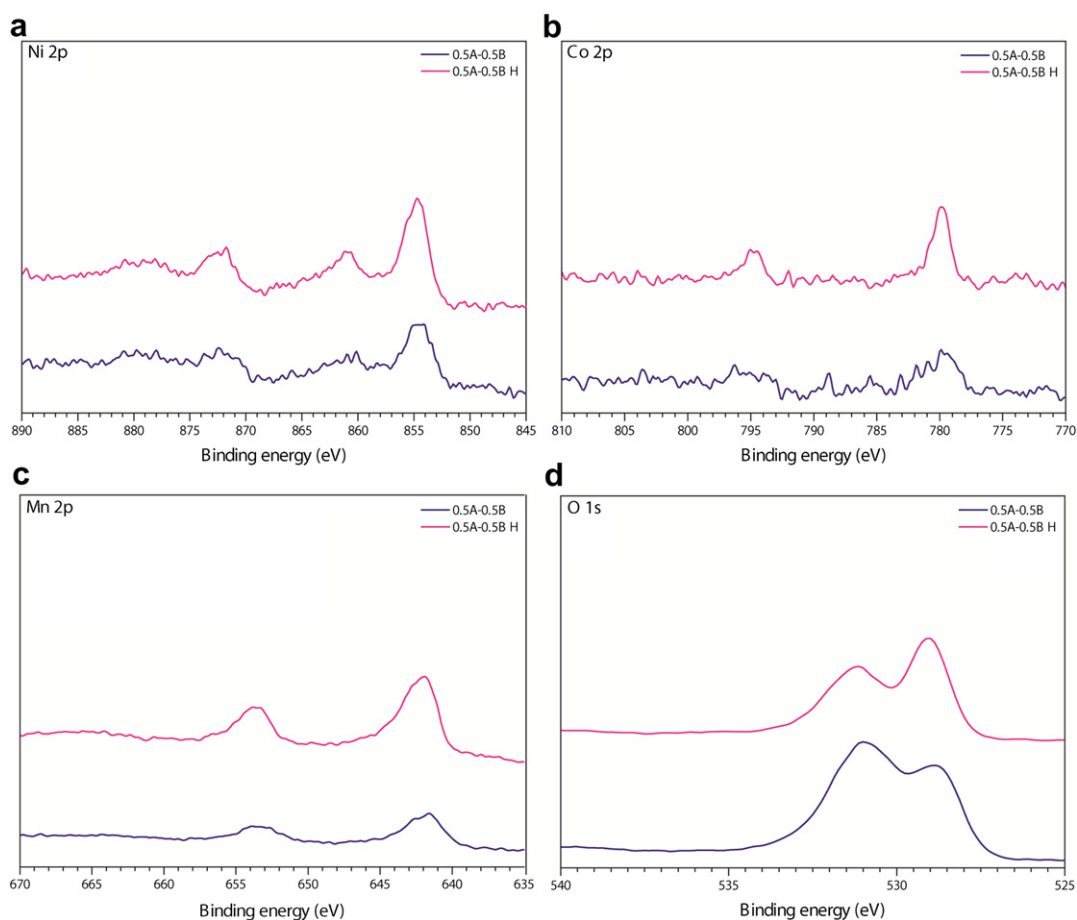 a
Ni 2p
0.5A-0.5B
0.5A-0.5B H
890 885 880 875 870 865 860 855 850 845
Binding energy (eV)
b
Co 2p
0.5A-0.5B
0.5A-0.5B H
810 805 800 795 790 785 780 775 770
Binding energy (eV)
c
Mn 2p
0.5A-0.5B
0.5A-0.5B H
670 665 660 655 650 645 640 635
Binding energy (eV)
d
O 1s
0.5A-0.5B
0.5A-0.5B H
540 535 530 525
Binding energy (eV)